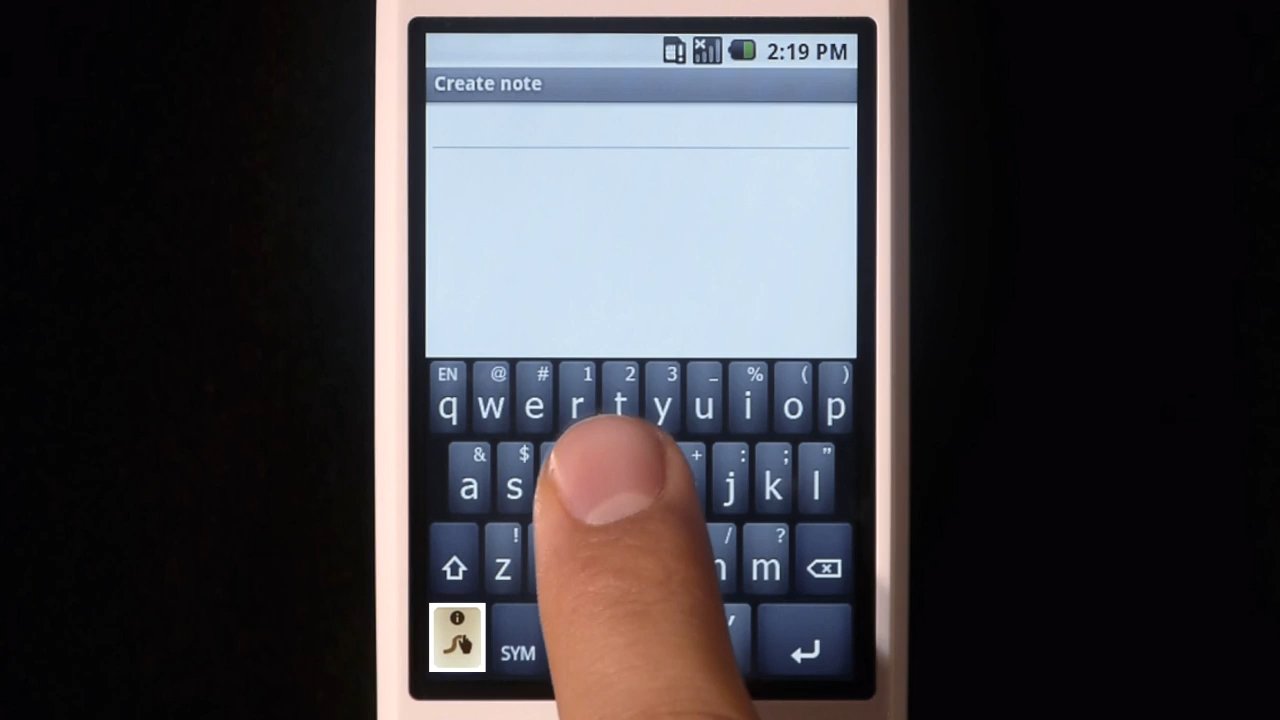 2:19 PM
Create note
EN @ # 1 2 3 _ % ( )
q w e r t y u i o p
& $ + : ; "
a s j k l
! / ?
z m
SYM